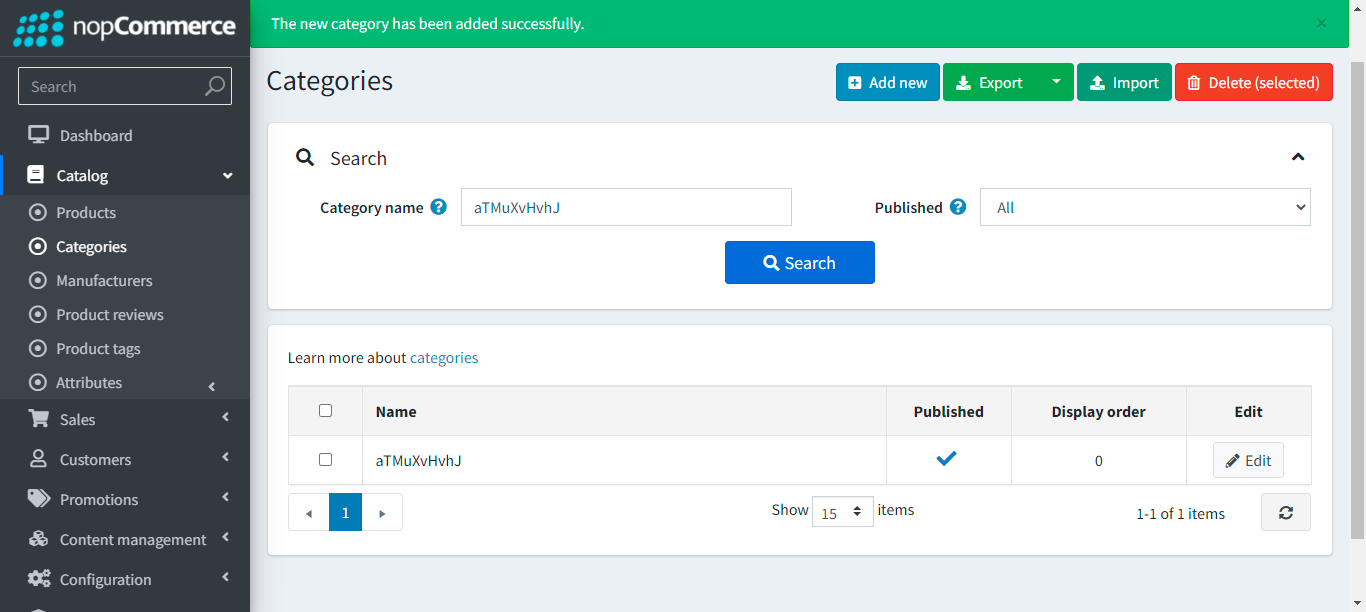 nopCommerce
The new category has been added successfully.
×
Search
Dashboard
Catalog
Products
Categories
Manufacturers
Product reviews
Product tags
Attributes
Sales
Customers
Promotions
Content management
Configuration
Categories
Add new
Export
Import
Delete (selected)
Search
Category name ? aTMuXvHvhJ
Published ? All
Search
Learn more about categories
Name Published Display order Edit
aTMuXvHvhJ 0 Edit
1
Show 15 items
1-1 of 1 items